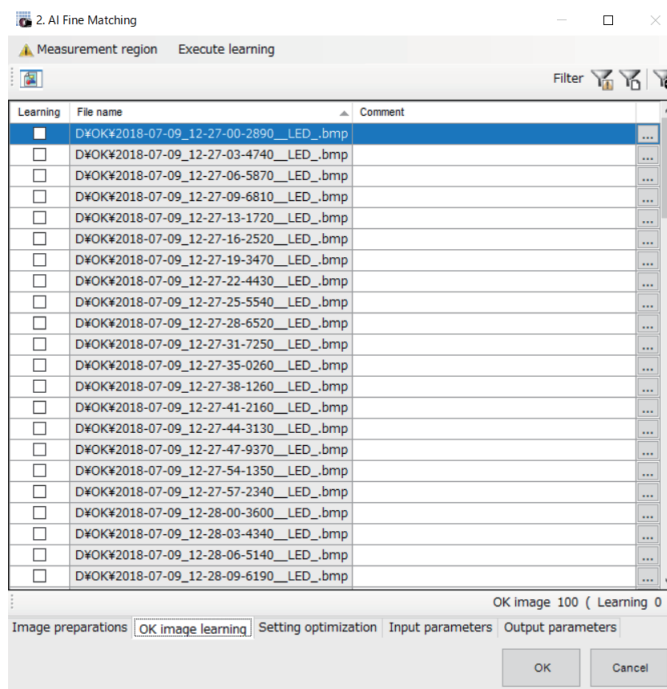 2. AI Fine Matching
Measurement region Execute learning
Filter
Learning File name Comment
D¥OK¥2018-07-09_12-27-00-2890__LED_.bmp ...
D¥OK¥2018-07-09_12-27-03-4740__LED_.bmp ...
D¥OK¥2018-07-09_12-27-06-5870__LED_.bmp ...
D¥OK¥2018-07-09_12-27-09-6810__LED_.bmp ...
D¥OK¥2018-07-09_12-27-13-1720__LED_.bmp ...
D¥OK¥2018-07-09_12-27-16-2520__LED_.bmp ...
D¥OK¥2018-07-09_12-27-19-3470__LED_.bmp ...
D¥OK¥2018-07-09_12-27-22-4430__LED_.bmp ...
D¥OK¥2018-07-09_12-27-25-5540__LED_.bmp ...
D¥OK¥2018-07-09_12-27-28-6520__LED_.bmp ...
D¥OK¥2018-07-09_12-27-31-7250__LED_.bmp ...
D¥OK¥2018-07-09_12-27-35-0260__LED_.bmp ...
D¥OK¥2018-07-09_12-27-38-1260__LED_.bmp ...
D¥OK¥2018-07-09_12-27-41-2160__LED_.bmp ...
D¥OK¥2018-07-09_12-27-44-3130__LED_.bmp ...
D¥OK¥2018-07-09_12-27-47-9370__LED_.bmp ...
D¥OK¥2018-07-09_12-27-54-1350__LED_.bmp ...
D¥OK¥2018-07-09_12-27-57-2340__LED_.bmp ...
D¥OK¥2018-07-09_12-28-00-3600__LED_.bmp ...
D¥OK¥2018-07-09_12-28-03-4340__LED_.bmp ...
D¥OK¥2018-07-09_12-28-06-5140__LED_.bmp ...
D¥OK¥2018-07-09_12-28-09-6190__LED_.bmp ...
OK image 100 ( Learning 0
Image preparations OK image learning Setting optimization Input parameters Output parameters
OK Cancel